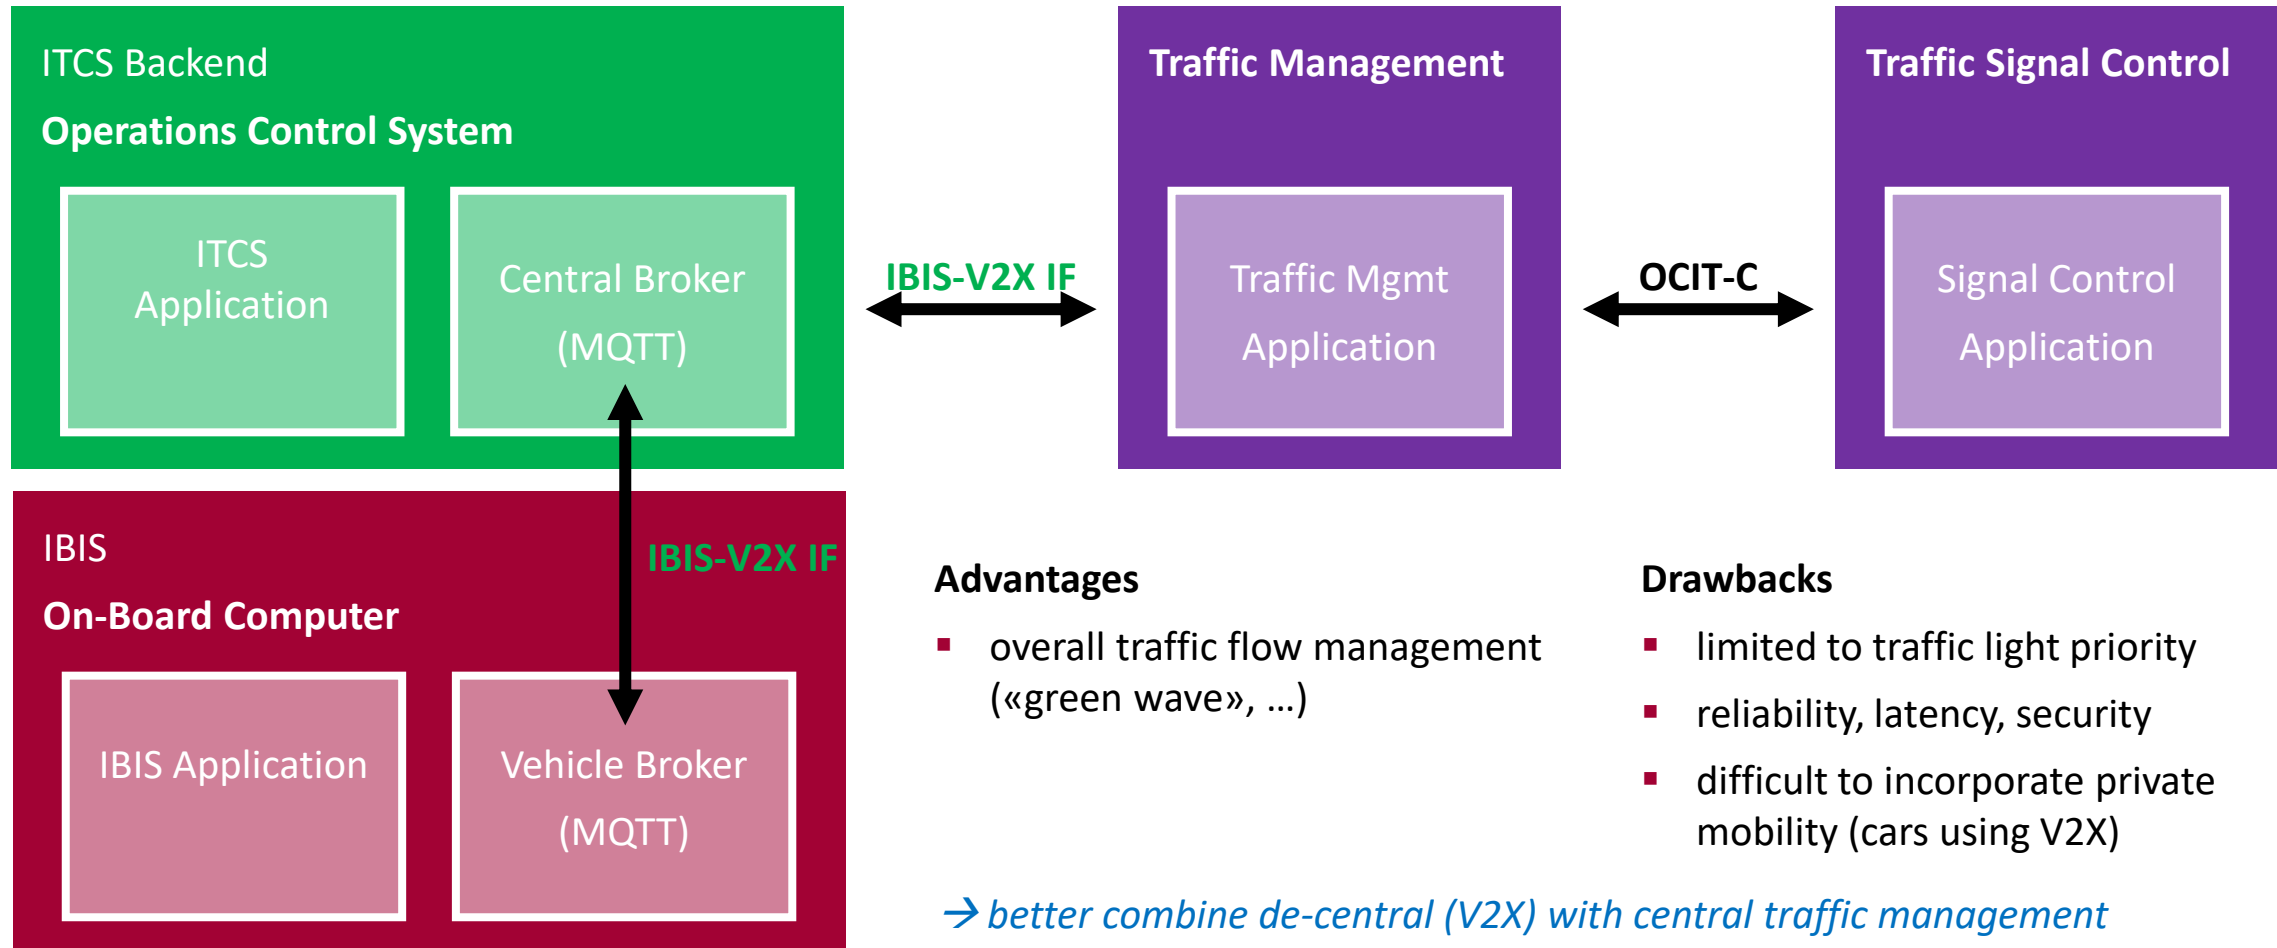 ITCS Backend
Operations Control System
ITCS
Application
Central Broker
(MQTT)
IBIS-V2X IF
Traffic Management
Traffic Mgmt
Application
OCIT-C
Traffic Signal Control
Signal Control
Application
IBIS
On-Board Computer
IBIS-V2X IF
IBIS Application
Vehicle Broker
(MQTT)
Advantages
▪ overall traffic flow management
(«green wave», ...)
Drawbacks
▪ limited to traffic light priority
▪ reliability, latency, security
▪ difficult to incorporate private
mobility (cars using V2X)
→ better combine de-central (V2X) with central traffic management